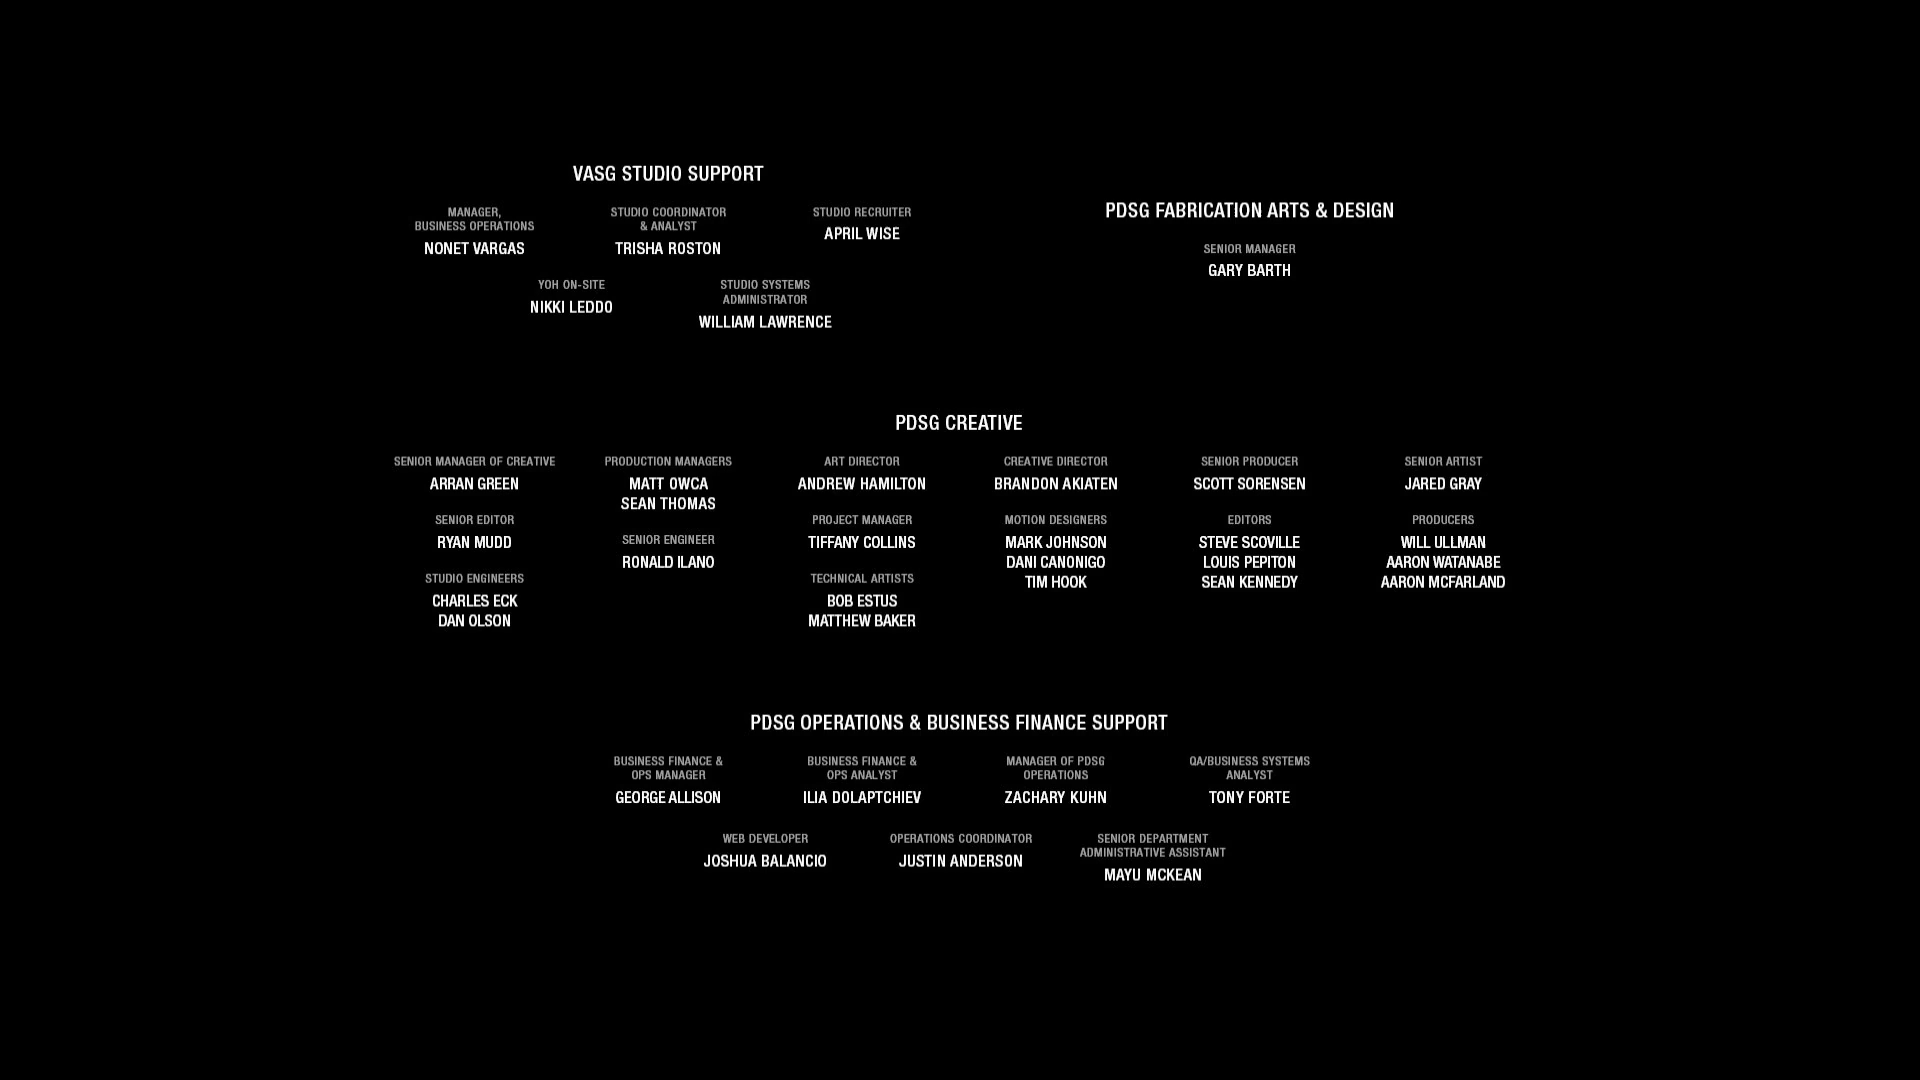 VASG STUDIO SUPPORT
MANAGER,
BUSINESS OPERATIONS
NONET VARGAS
STUDIO COORDINATOR
& ANALYST
TRISHA ROSTON
STUDIO RECRUITER
APRIL WISE
YOH ON-SITE
NIKKI LEDDO
STUDIO SYSTEMS
ADMINISTRATOR
WILLIAM LAWRENCE
PDSG FABRICATION ARTS & DESIGN
SENIOR MANAGER
GARY BARTH
PDSG CREATIVE
SENIOR MANAGER OF CREATIVE
ARRAN GREEN
SENIOR EDITOR
RYAN MUDD
STUDIO ENGINEERS
CHARLES ECK
DAN OLSON
PRODUCTION MANAGERS
MATT OWCA
SEAN THOMAS
SENIOR ENGINEER
RONALD ILANO
ART DIRECTOR
ANDREW HAMILTON
PROJECT MANAGER
TIFFANY COLLINS
TECHNICAL ARTISTS
BOB ESTUS
MATTHEW BAKER
CREATIVE DIRECTOR
BRANDON AKIATEN
MOTION DESIGNERS
MARK JOHNSON
DANI CANONIGO
TIM HOOK
SENIOR PRODUCER
SCOTT SORENSEN
EDITORS
STEVE SCOVILLE
LOUIS PEPITON
SEAN KENNEDY
SENIOR ARTIST
JARED GRAY
PRODUCERS
WILL ULLMAN
AARON WATANABE
AARON MCFARLAND
PDSG OPERATIONS & BUSINESS FINANCE SUPPORT
BUSINESS FINANCE &
OPS MANAGER
GEORGE ALLISON
BUSINESS FINANCE &
OPS ANALYST
ILIA DOLAPTCHIEV
MANAGER OF PDSG
OPERATIONS
ZACHARY KUHN
QA/BUSINESS SYSTEMS
ANALYST
TONY FORTE
WEB DEVELOPER
JOSHUA BALANCIO
OPERATIONS COORDINATOR
JUSTIN ANDERSON
SENIOR DEPARTMENT
ADMINISTRATIVE ASSISTANT
MAYU MCKEAN